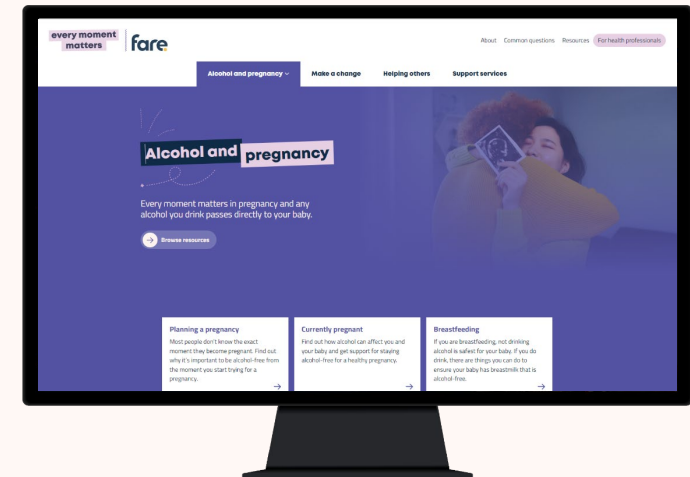 every moment
matters
fare
About Common questions Resources For health professionals
Alcohol and pregnancy Make a change Helping others Support services
Alcohol and pregnancy
Every moment matters in pregnancy and any
alcohol you drink passes directly to your baby.
Browse resources
Planning a pregnancy
Most people don't know the exact
moment they become pregnant. Find out
why it's important to be alcohol-free from
the moment you start trying for a
pregnancy.
Currently pregnant
Find out how alcohol can affect you and
your baby and get support for staying
alcohol-free for a healthy pregnancy.
Breastfeeding
If you are breastfeeding, not drinking
alcohol is safest for your baby. If you do
drink, there are things you can do to
ensure your baby has breastmilk that is
alcohol-free.